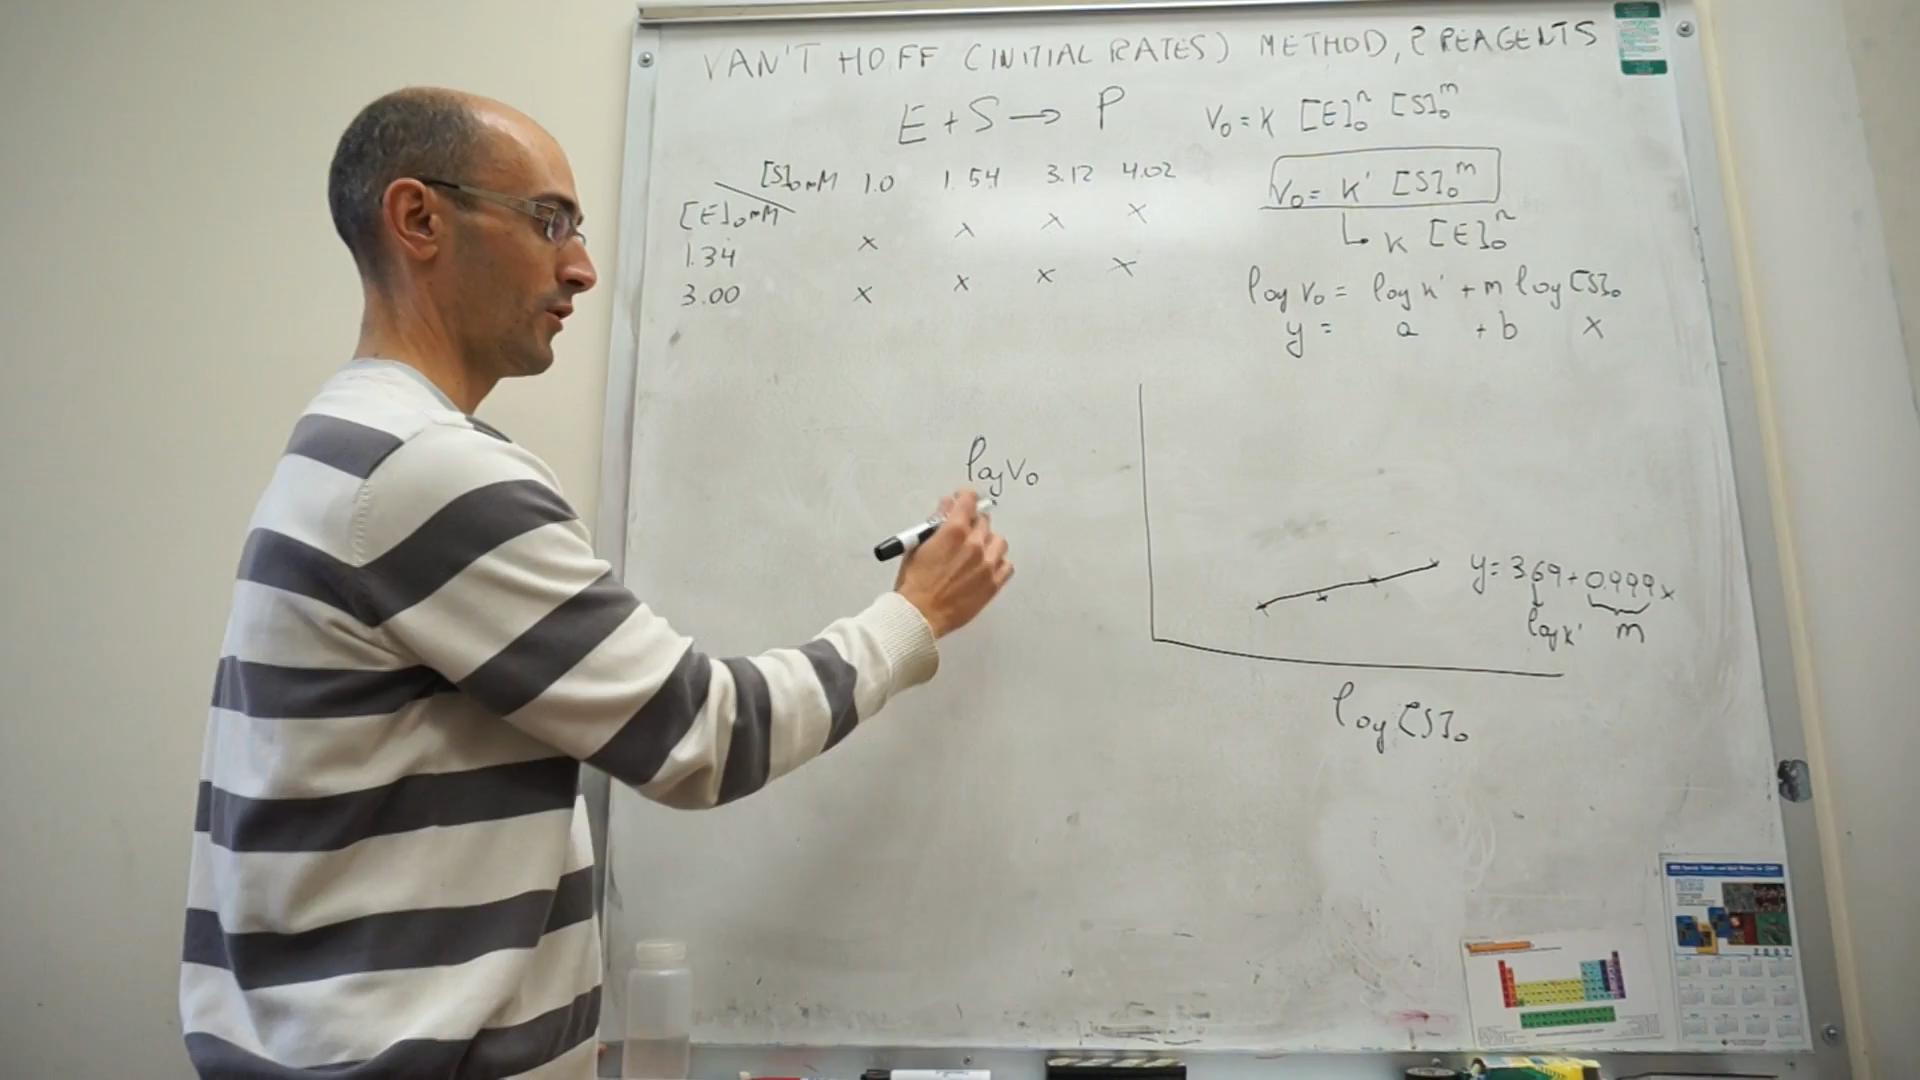 VAN'T HOFF (INITIAL RATES) METHOD, 2 REAGENTS
E + S → P
V₀ = K [E]₀ⁿ [S]₀ᵐ
[S]₀ mM 1.0 1.54 3.12 4.02
[E]₀ mM
1.34 x x x x
3.00 x x x x
V₀ = K' [S]₀ᵐ
K [E]₀ⁿ
log V₀ = log K' + m log [S]₀
y = a + b x
log V₀
y = 3.69 + 0.999 x
log K' m
log [S]₀